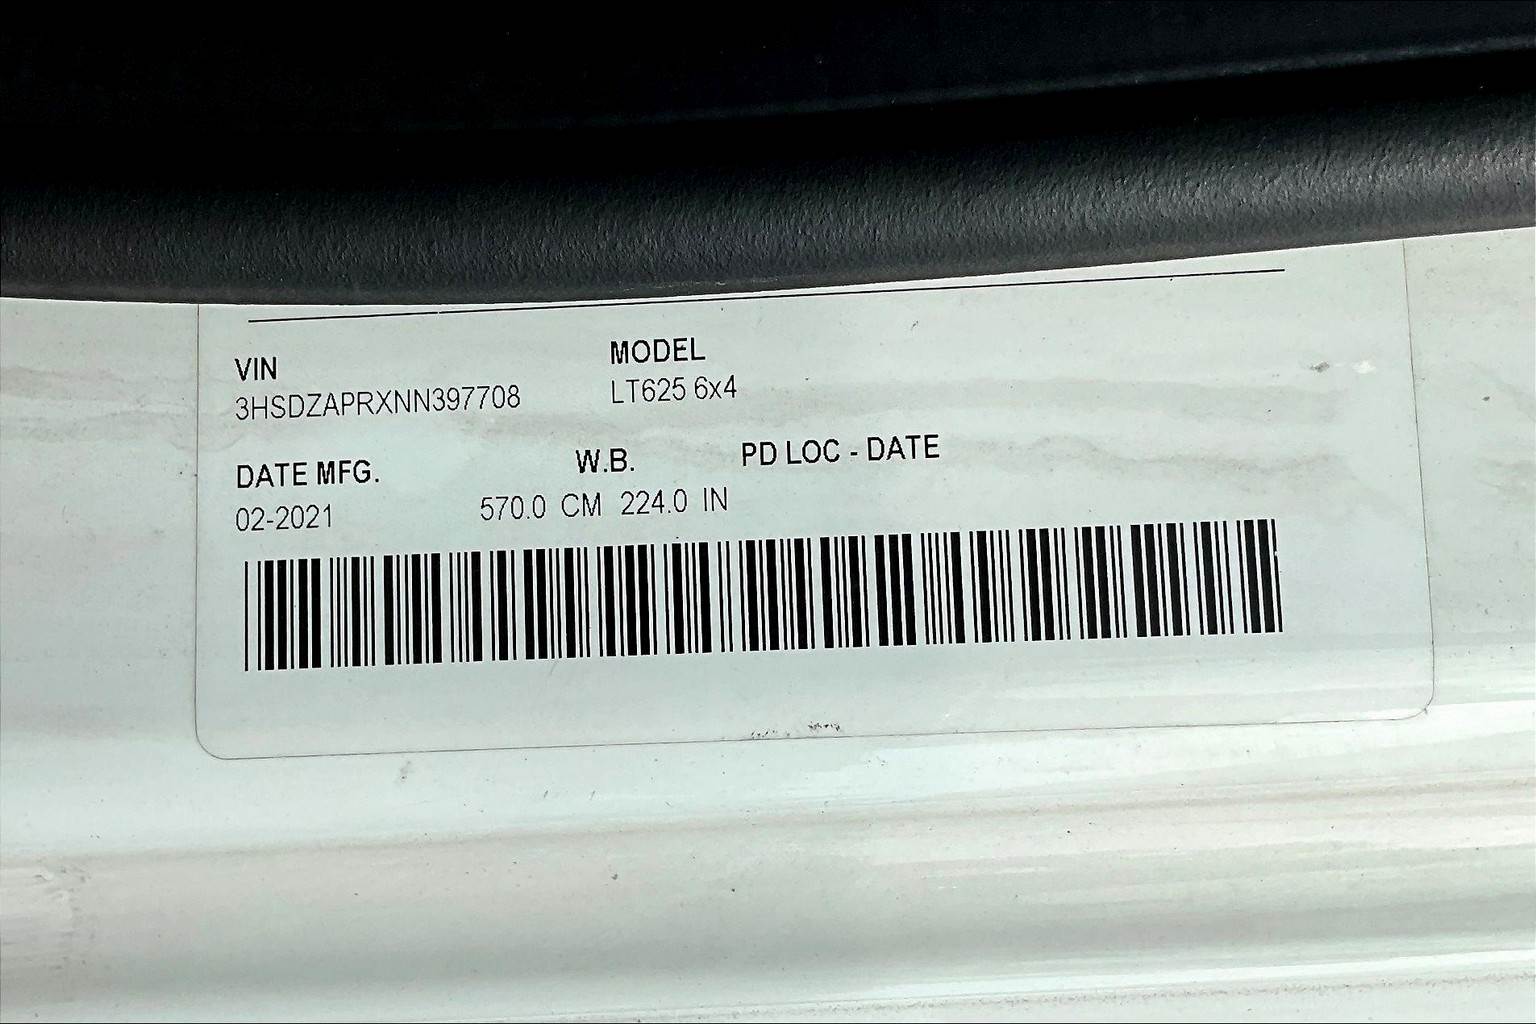 VIN MODEL
3HSDZAPRXNN397708 LT625 6x4
DATE MFG. W.B. PD LOC - DATE
02-2021 570.0 CM 224.0 IN